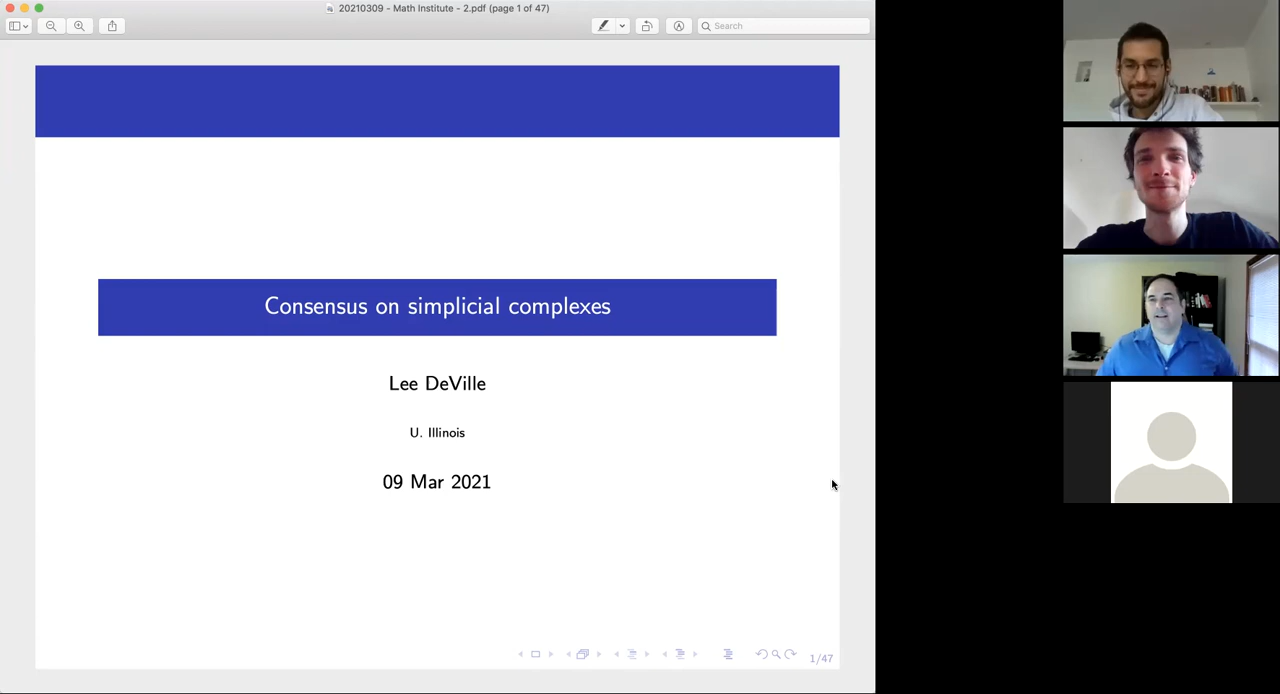 20210309 - Math Institute - 2.pdf (page 1 of 47)
Search
Consensus on simplicial complexes
Lee DeVille
U. Illinois
09 Mar 2021
1/47